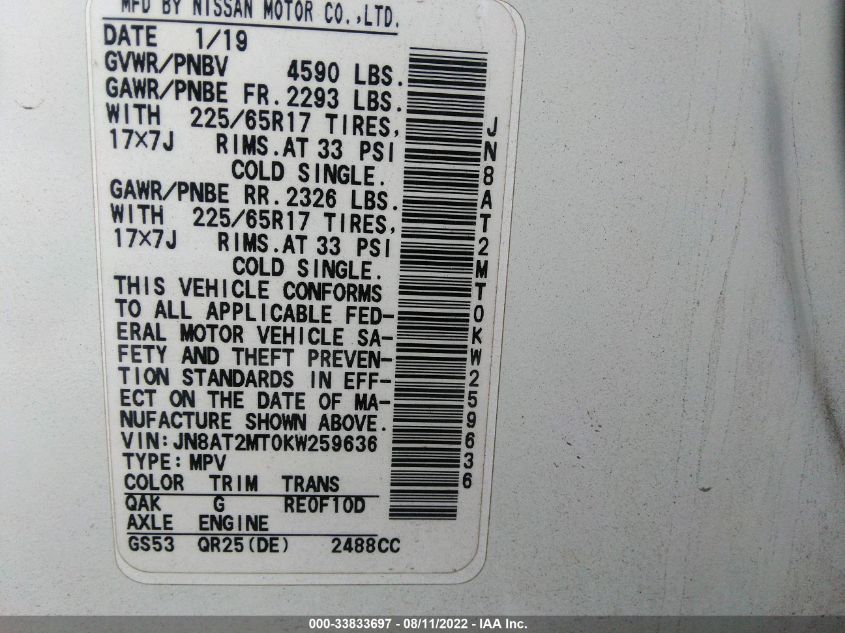 MFD BY NISSAN MOTOR CO.,LTD.
DATE 1/19
GVWR/PNBV 4590 LBS.
GAWR/PNBE FR. 2293 LBS.
WITH 225/65R17 TIRES,
17×7J RIMS. AT 33 PSI
COLD SINGLE.
GAWR/PNBE RR. 2326 LBS.
WITH 225/65R17 TIRES,
17×7J RIMS. AT 33 PSI
COLD SINGLE.
THIS VEHICLE CONFORMS
TO ALL APPLICABLE FED-
ERAL MOTOR VEHICLE SA-
FETY AND THEFT PREVEN-
TION STANDARDS IN EFF-
ECT ON THE DATE OF MA-
NUFACTURE SHOWN ABOVE.
VIN: JN8AT2MT0KW259636
TYPE: MPV
COLOR TRIM TRANS
QAK G RE0F10D
AXLE ENGINE
GS53 QR25(DE) 2488CC
JN8AT2MT0KW259636
000-33833697 - 08/11/2022 - IAA Inc.